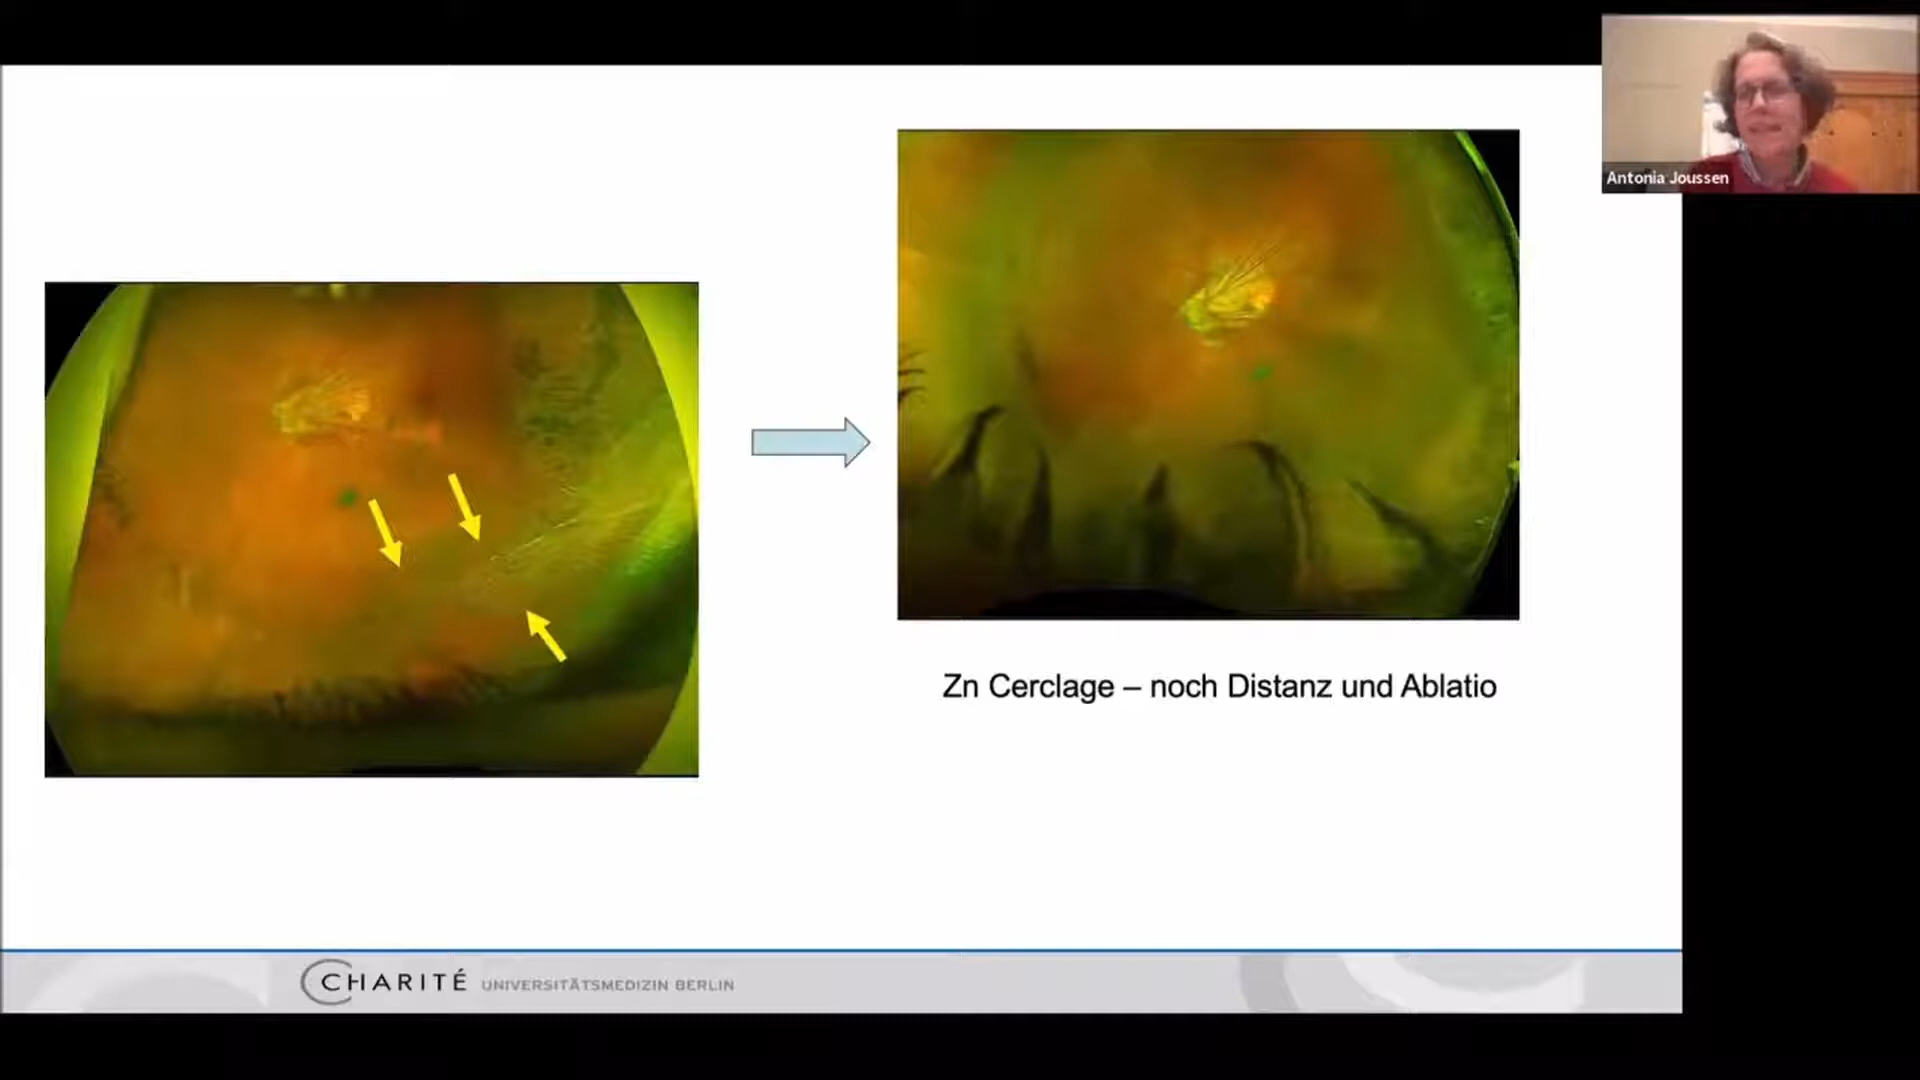 Antonia Joussen
Zn Cerclage – noch Distanz und Ablatio
CHARITÉ UNIVERSITÄTSMEDIZIN BERLIN